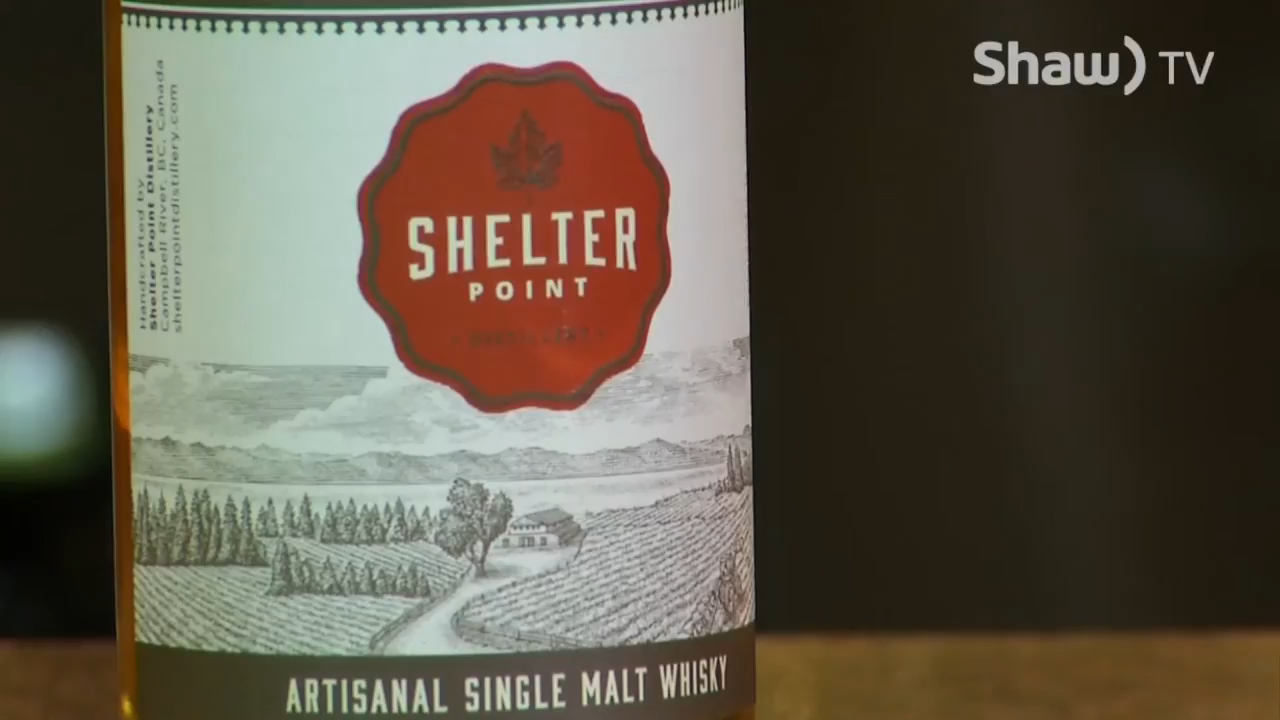 Shaw) TV
Handcrafted by
Shelter Point Distillery
Campbell River, BC, Canada
shelterpointdistillery.com
SHELTER
POINT
ARTISANAL SINGLE MALT WHISKY